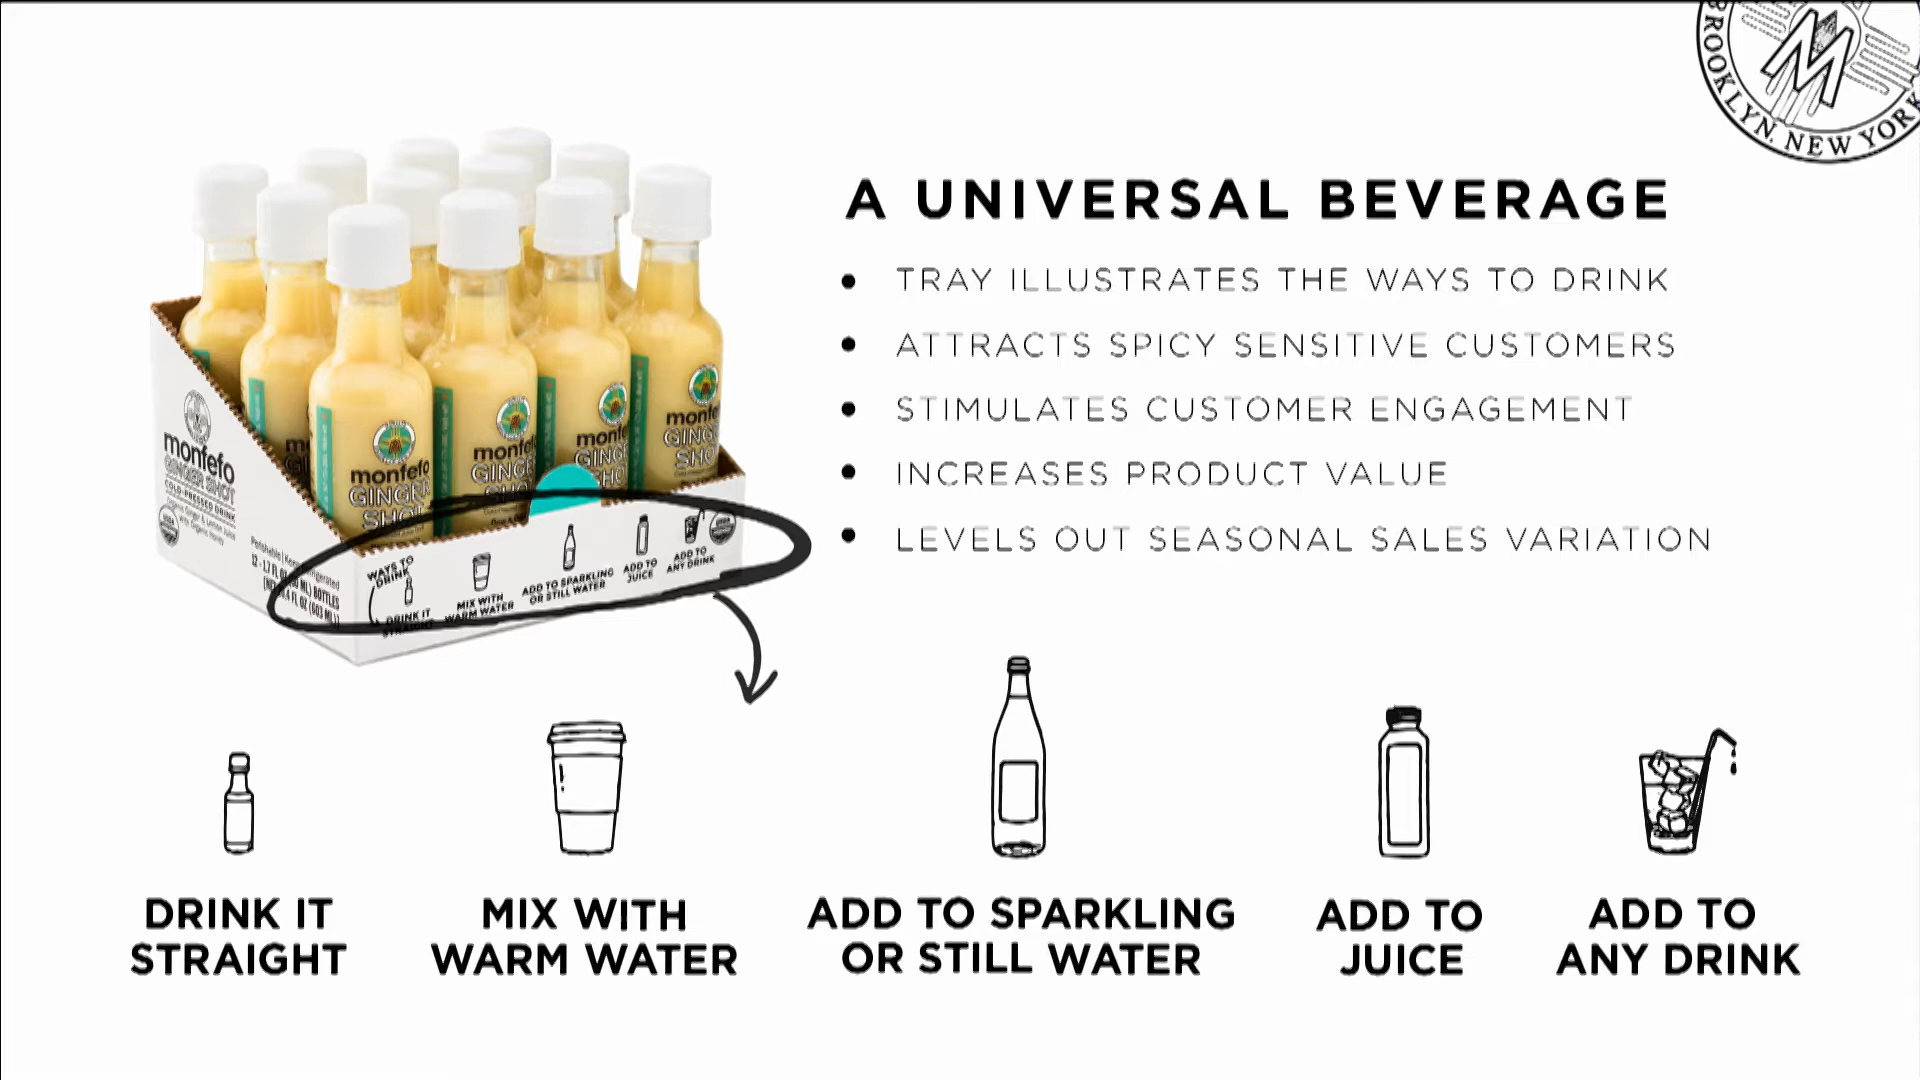 BROOKLYN, NEW YORK
M
A UNIVERSAL BEVERAGE
• TRAY ILLUSTRATES THE WAYS TO DRINK
• ATTRACTS SPICY SENSITIVE CUSTOMERS
• STIMULATES CUSTOMER ENGAGEMENT
• INCREASES PRODUCT VALUE
• LEVELS OUT SEASONAL SALES VARIATION
monfefo
GINGER
SHOT
monfefo
GINGER SHOT
COLD-PRESSED DRINK
WAYS TO
DRINK
DRINK IT
STRAIGHT
MIX WITH
WARM WATER
ADD TO SPARKLING
OR STILL WATER
ADD TO
JUICE
ADD TO
ANY DRINK
DRINK IT
STRAIGHT
MIX WITH
WARM WATER
ADD TO SPARKLING
OR STILL WATER
ADD TO
JUICE
ADD TO
ANY DRINK